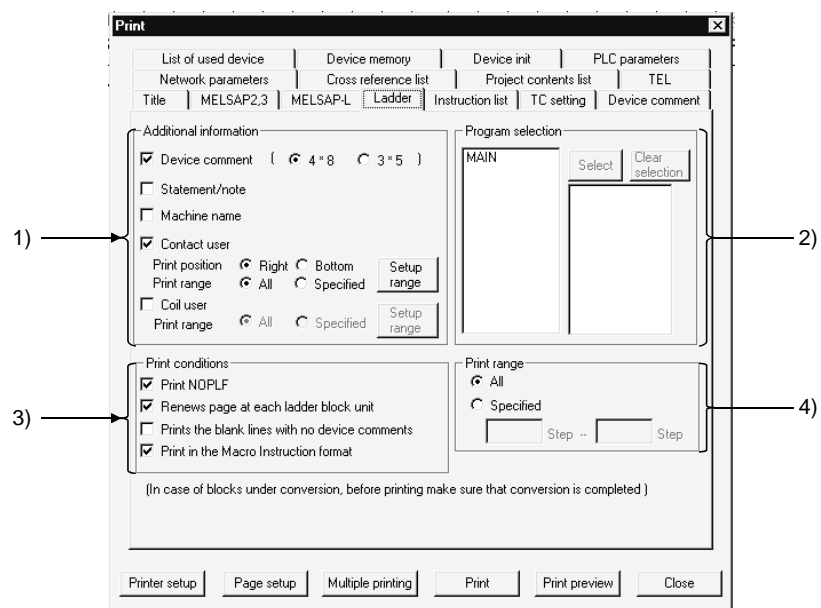 Print
List of used device Device memory Device init PLC parameters
Network parameters Cross reference list Project contents list TEL
Title MELSAP2,3 MELSAP-L Ladder Instruction list TC setting Device comment
Additional information
Device comment ( 4*8 3*5 )
Statement/note
Machine name
Contact user
Print position Right Bottom
Print range All Specified
Setup range
Coil user
Print range All Specified
Setup range
1)
Program selection
MAIN
Select
Clear selection
2)
Print conditions
Print NOPLF
Renews page at each ladder block unit
Prints the blank lines with no device comments
Print in the Macro Instruction format
3)
Print range
All
Specified
Step -- Step
4)
(In case of blocks under conversion, before printing make sure that conversion is completed )
Printer setup Page setup Multiple printing Print Print preview Close